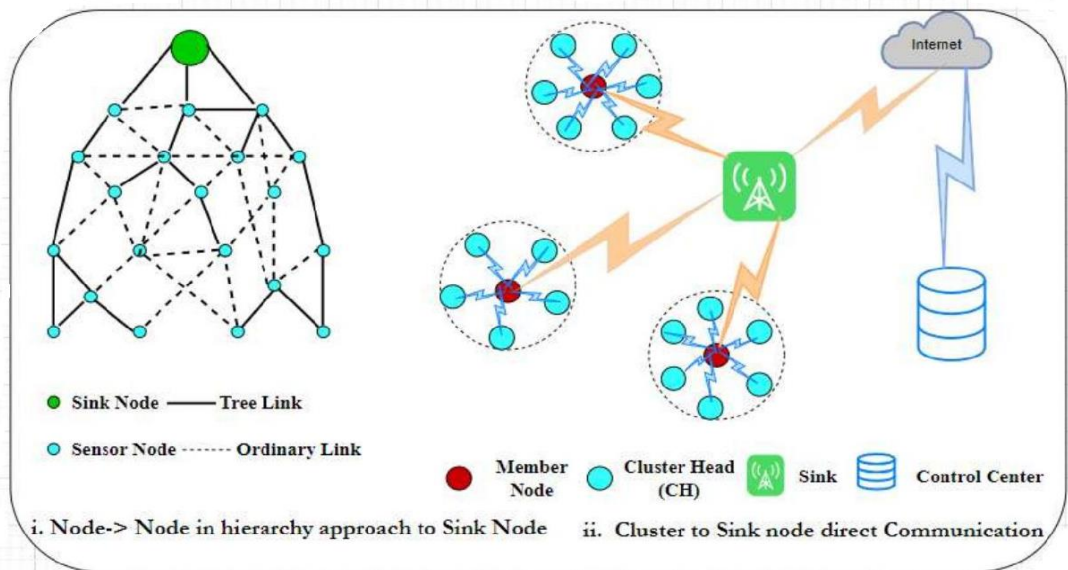 Internet
Sink Node
Tree Link
Sensor Node
Ordinary Link
Member
Node
Cluster Head
(CH)
Sink
Control Center
i. Node-> Node in hierarchy approach to Sink Node
ii. Cluster to Sink node direct Communication